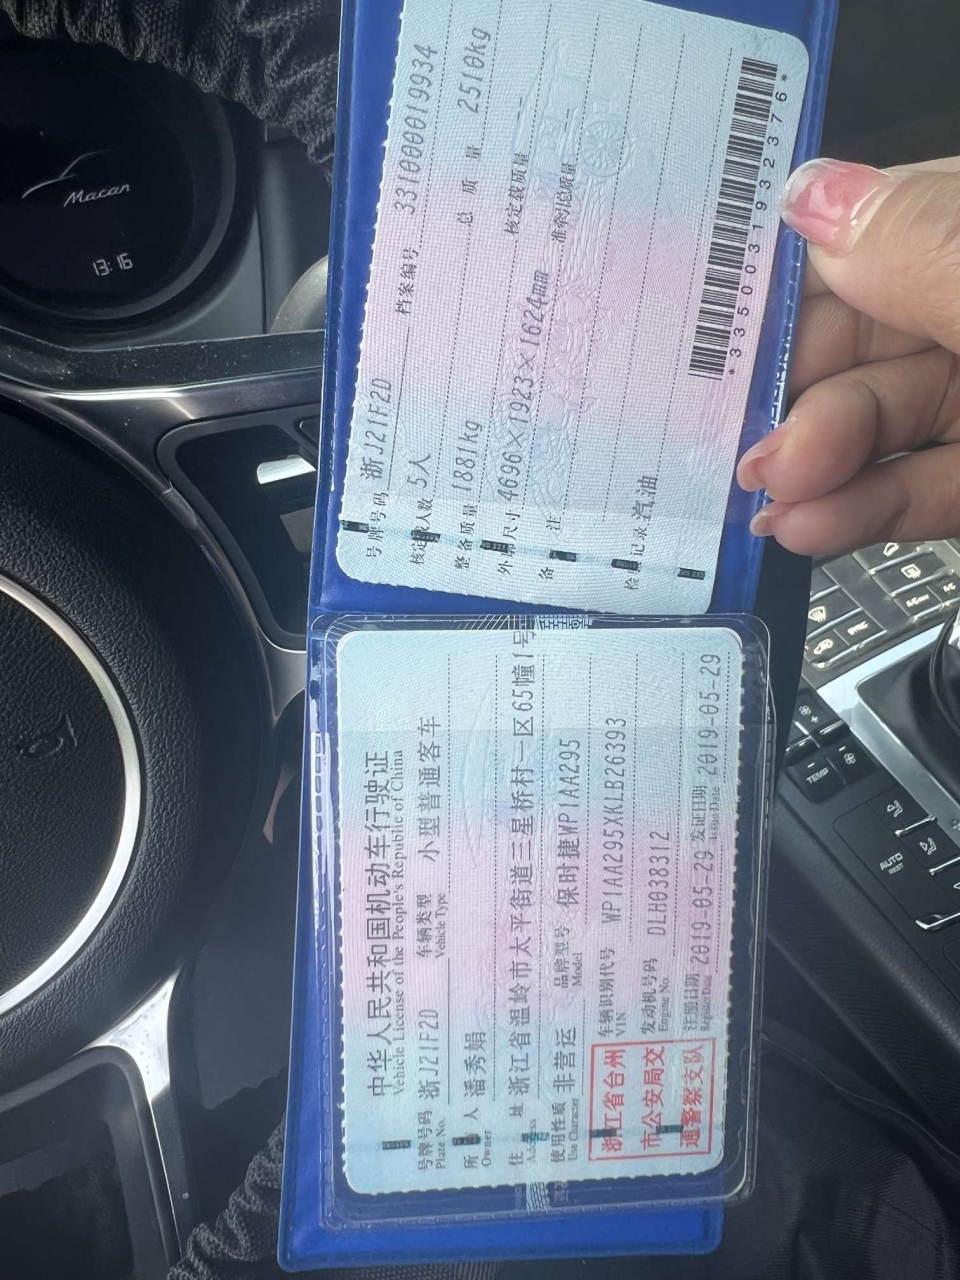 中华人民共和国机动车行驶证
Vehicle License of the People's Republic of China
号牌号码 浙J21F2D 车辆类型 小型普通客车
Plate No. Vehicle Type
所 人 潘秀娟
Owner
住 址 浙江省温岭市太平街道三星桥村一区65幢1号
Address
使用性质 非营运 品牌型号 保时捷WP1AA295
Use Character Model
浙江省台州
市公安局交
通警察支队
车辆识别代号 WP1AA295XKLB26393
VIN
发动机号码 DLH038312
Engine No.
注册日期 2019-05-29 发证日期 2019-05-29
Register Date Issue Date
号牌号码 浙J21F2D 档案编号 331000019934
核定载人数 5人 总质量 2510kg
整备质量 1881kg 核定载质量 --
外廓尺寸 4696×1923×1624mm 准牵引总质量 --
备 注
检验记录 汽油
*3350031932376*
Macan
13:16
AUTO
REST
TEMP
SYNC
A/C